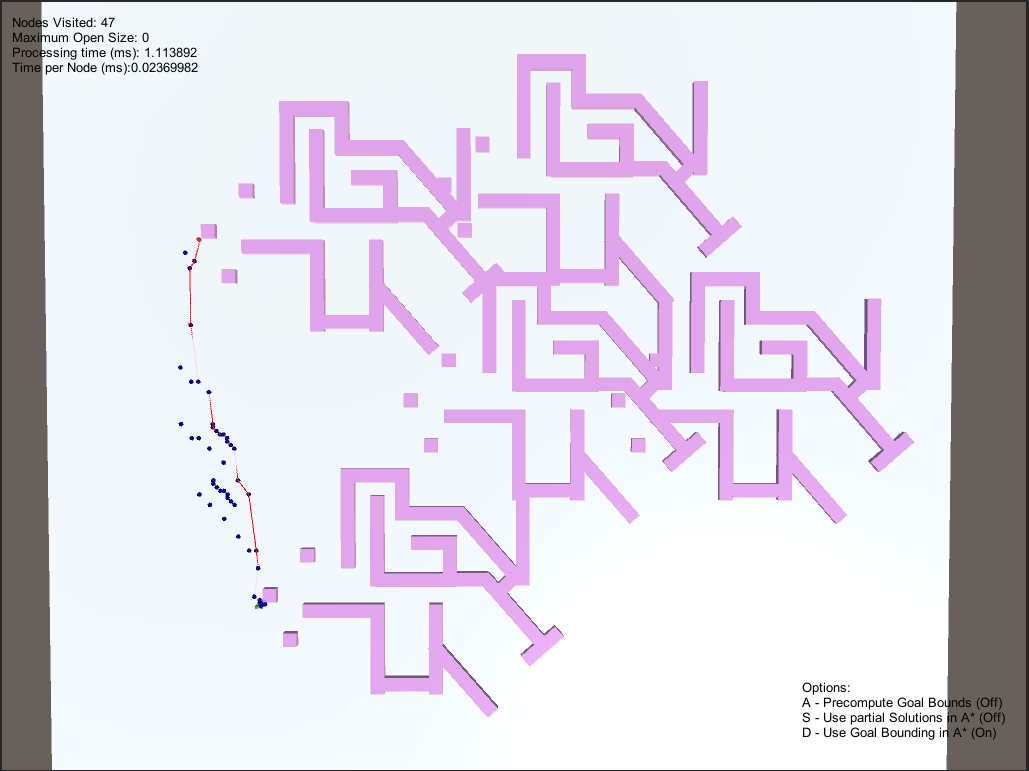 Nodes Visited: 47
Maximum Open Size: 0
Processing time (ms): 1.113892
Time per Node (ms):0.02369982
Options:
A - Precompute Goal Bounds (Off)
S - Use partial Solutions in A* (Off)
D - Use Goal Bounding in A* (On)